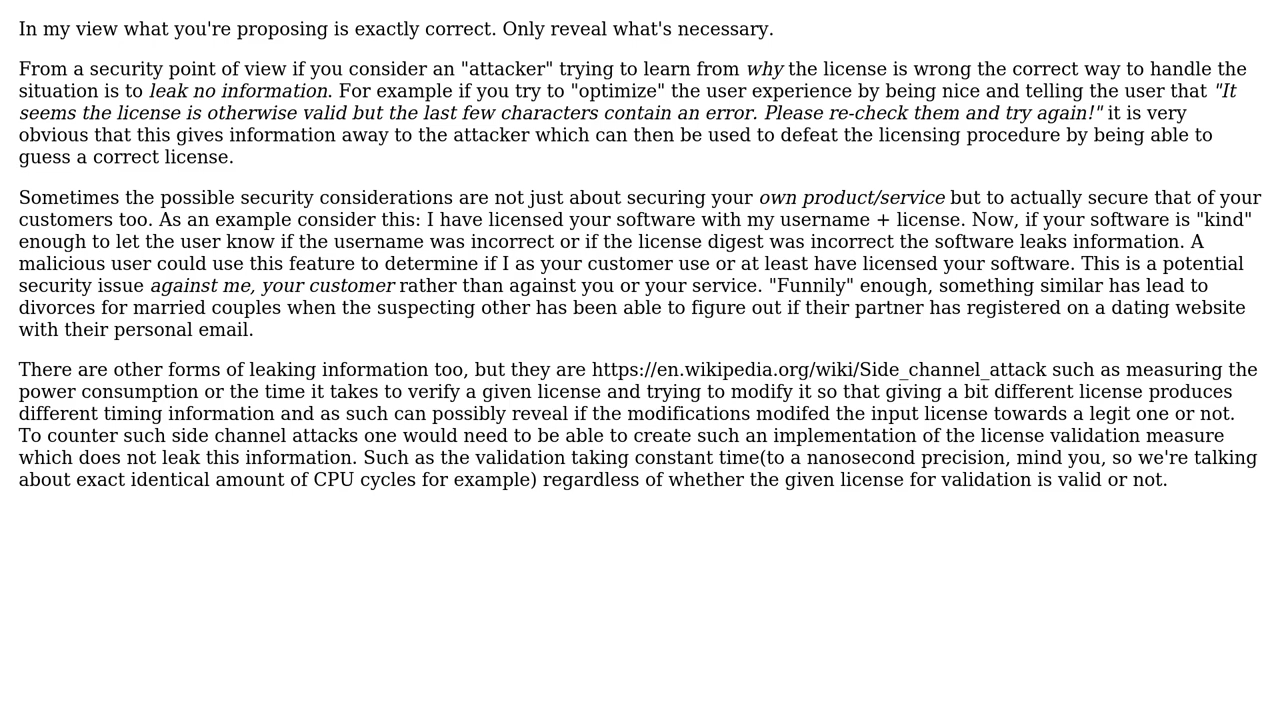 In my view what you're proposing is exactly correct. Only reveal what's necessary.
From a security point of view if you consider an "attacker" trying to learn from why the license is wrong the correct way to handle the
situation is to leak no information. For example if you try to "optimize" the user experience by being nice and telling the user that "It
seems the license is otherwise valid but the last few characters contain an error. Please re-check them and try again!" it is very
obvious that this gives information away to the attacker which can then be used to defeat the licensing procedure by being able to
guess a correct license.
Sometimes the possible security considerations are not just about securing your own product/service but to actually secure that of your
customers too. As an example consider this: I have licensed your software with my username + license. Now, if your software is "kind"
enough to let the user know if the username was incorrect or if the license digest was incorrect the software leaks information. A
malicious user could use this feature to determine if I as your customer use or at least have licensed your software. This is a potential
security issue against me, your customer rather than against you or your service. "Funnily" enough, something similar has lead to
divorces for married couples when the suspecting other has been able to figure out if their partner has registered on a dating website
with their personal email.
There are other forms of leaking information too, but they are https://en.wikipedia.org/wiki/Side_channel_attack such as measuring the
power consumption or the time it takes to verify a given license and trying to modify it so that giving a bit different license produces
different timing information and as such can possibly reveal if the modifications modifed the input license towards a legit one or not.
To counter such side channel attacks one would need to be able to create such an implementation of the license validation measure
which does not leak this information. Such as the validation taking constant time(to a nanosecond precision, mind you, so we're talking
about exact identical amount of CPU cycles for example) regardless of whether the given license for validation is valid or not.